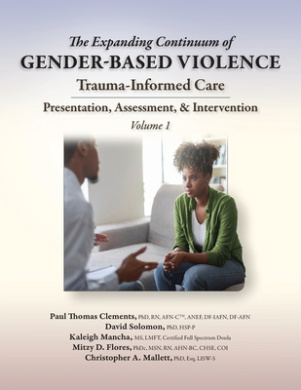 The Expanding Continuum of
GENDER-BASED VIOLENCE
Trauma-Informed Care
Presentation, Assessment, & Intervention
Volume 1
Paul Thomas Clements, PhD, RN, AFN-C™, ANEF, DF-IAFN, DF-AFN
David Solomon, PhD, HSP-P
Kaleigh Mancha, MS, LMFT, Certified Full Spectrum Doula
Mitzy D. Flores, PhDc, MSN, RN, AHN-BC, CHSE, COI
Christopher A. Mallett, PhD, Esq, LISW-S